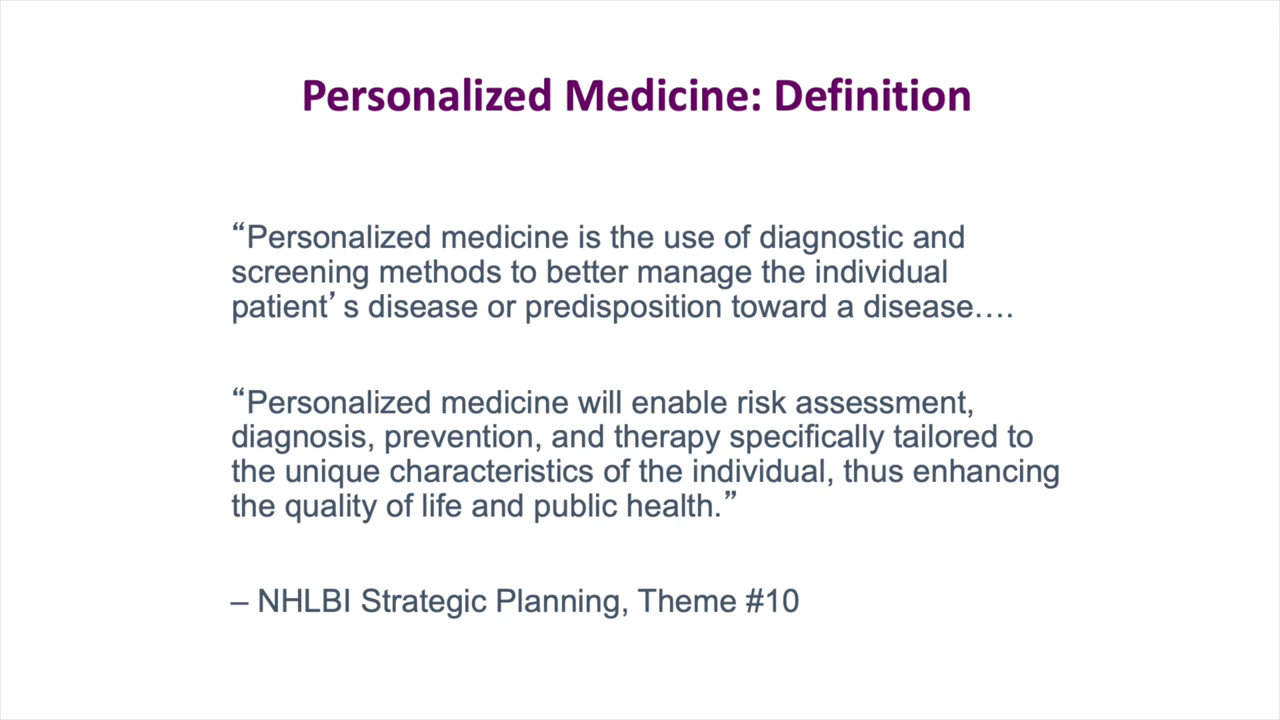 Personalized Medicine: Definition
“Personalized medicine is the use of diagnostic and
screening methods to better manage the individual
patient’s disease or predisposition toward a disease….
“Personalized medicine will enable risk assessment,
diagnosis, prevention, and therapy specifically tailored to
the unique characteristics of the individual, thus enhancing
the quality of life and public health.”
– NHLBI Strategic Planning, Theme #10